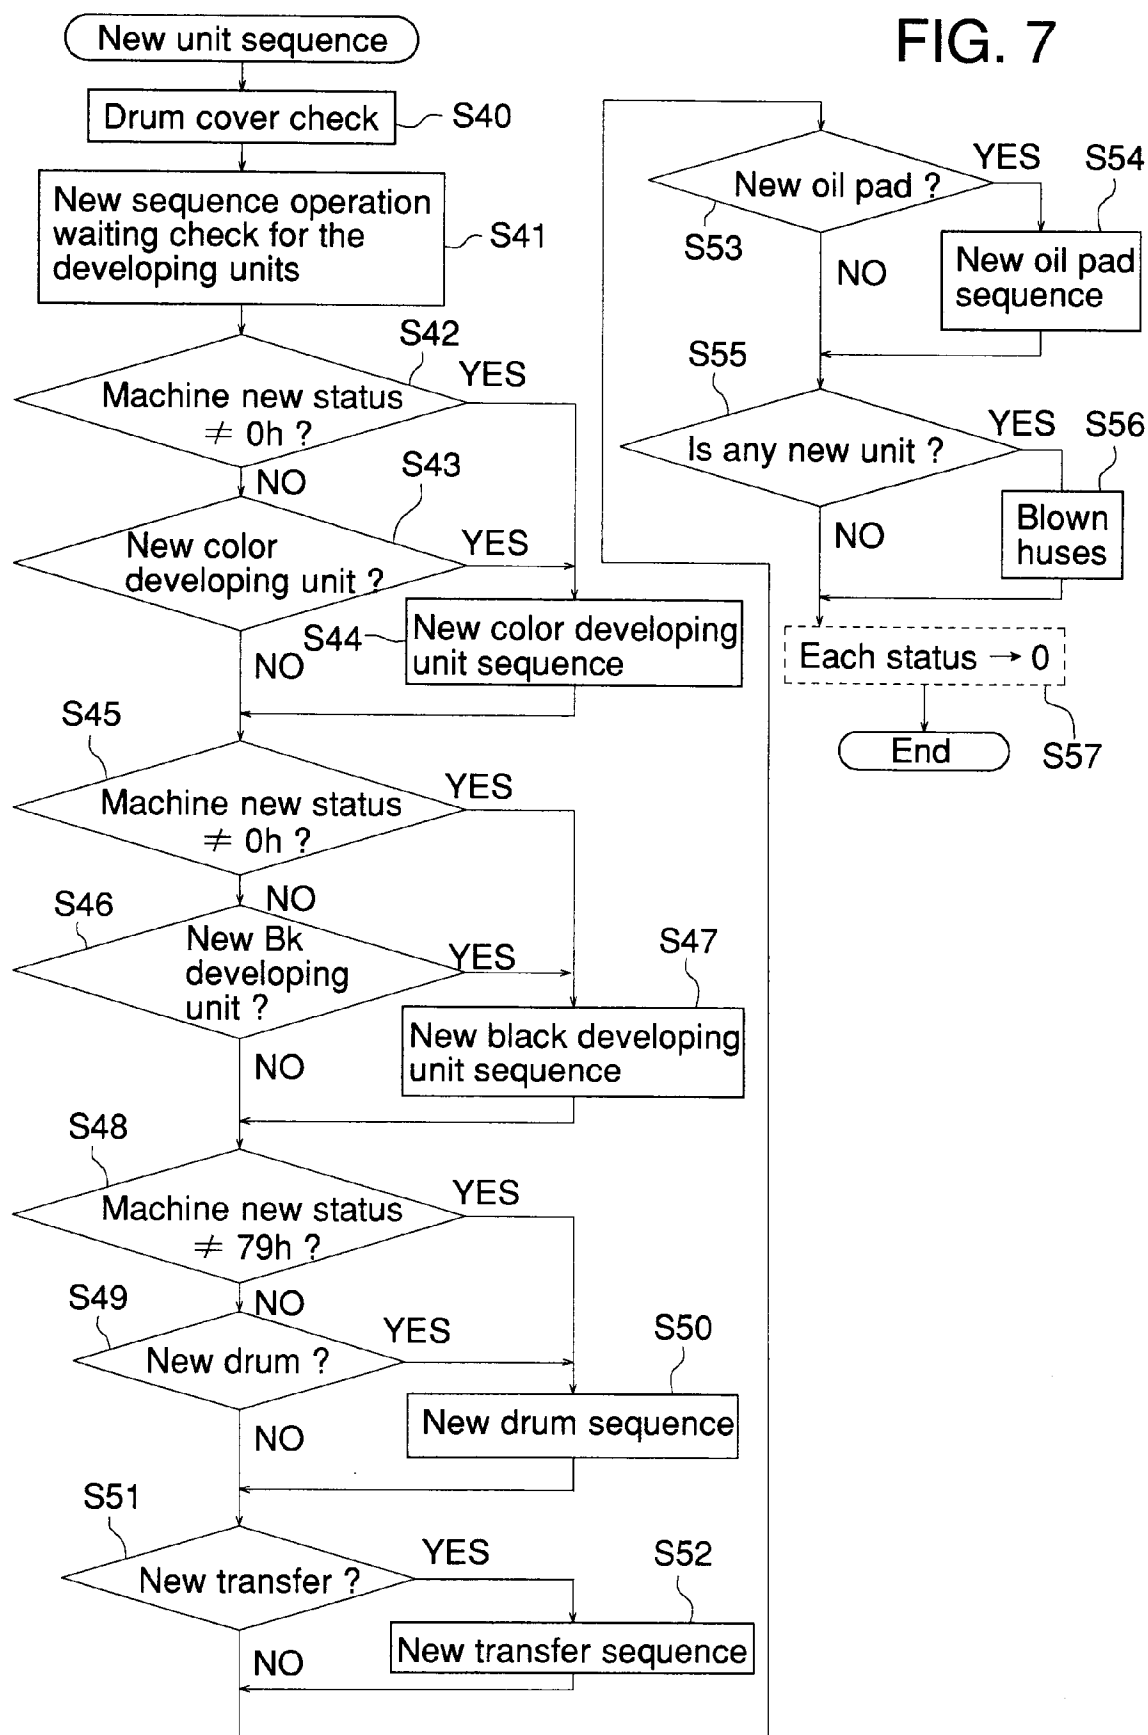 FIG. 7
New unit sequence
Drum cover check
S40
New sequence operation
waiting check for the
developing units
S41
S42
Machine new status
≠ 0h ?
YES
NO
S43
New color
developing unit ?
YES
NO
S44
New color developing
unit sequence
S45
Machine new status
≠ 0h ?
YES
NO
S46
New Bk
developing
unit ?
YES
NO
S47
New black developing
unit sequence
S48
Machine new status
≠ 79h ?
YES
NO
S49
New drum ?
YES
NO
S50
New drum sequence
S51
New transfer ?
YES
NO
S52
New transfer sequence
New oil pad ?
S53
YES
NO
S54
New oil pad
sequence
S55
Is any new unit ?
YES
NO
S56
Blown
huses
Each status → 0
S57
End